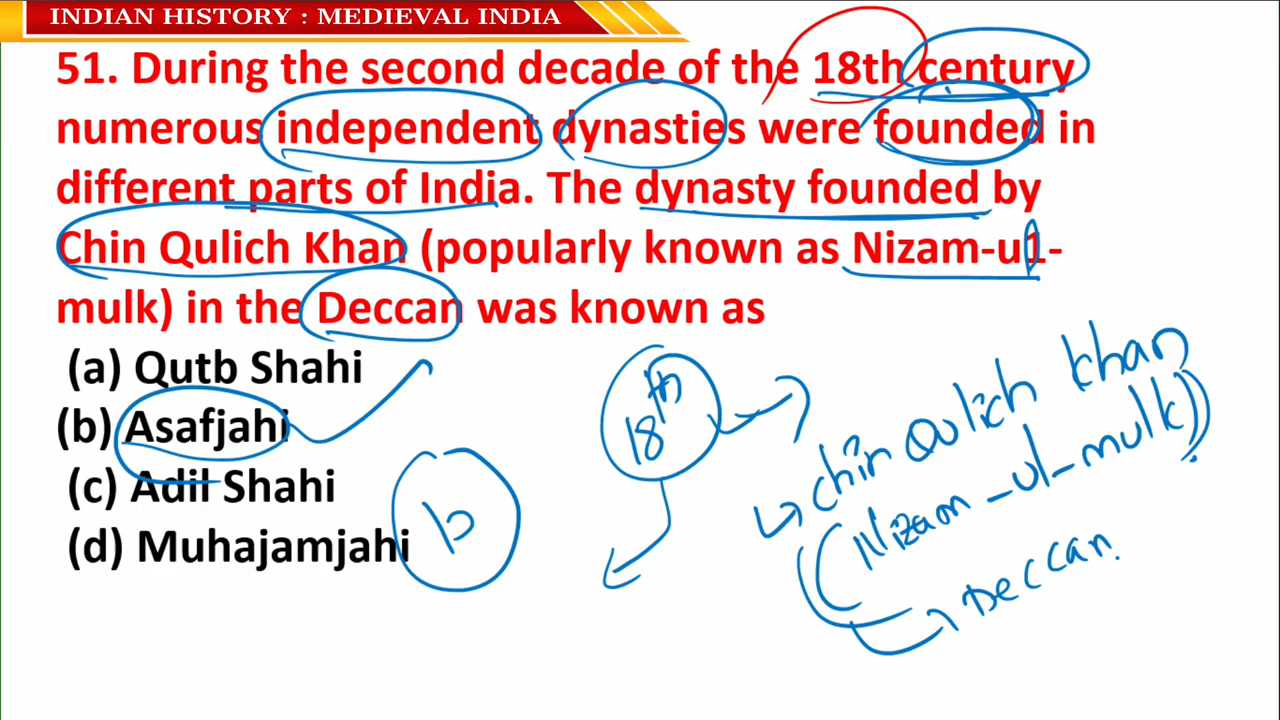 INDIAN HISTORY : MEDIEVAL INDIA
51. During the second decade of the 18th century
numerous independent dynasties were founded in
different parts of India. The dynasty founded by
Chin Qulich Khan (popularly known as Nizam-u1-
mulk) in the Deccan was known as
(a) Qutb Shahi
(b) Asafjahi
(c) Adil Shahi
(d) Muhajamjahi
b
18th
Chin Qulich Khan
(Nizam-ul-mulk)
Deccan.